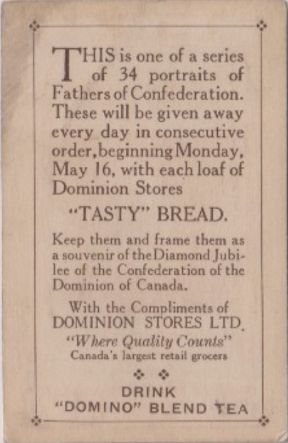 THIS is one of a series
of 34 portraits of
Fathers of Confederation.
These will be given away
every day in consecutive
order, beginning Monday,
May 16, with each loaf of
Dominion Stores
"TASTY" BREAD.
Keep them and frame them as
a souvenir of the Diamond Jubi-
lee of the Confederation of the
Dominion of Canada.
With the Compliments of
DOMINION STORES LTD.
"Where Quality Counts"
Canada's largest retail grocers
DRINK
"DOMINO" BLEND TEA